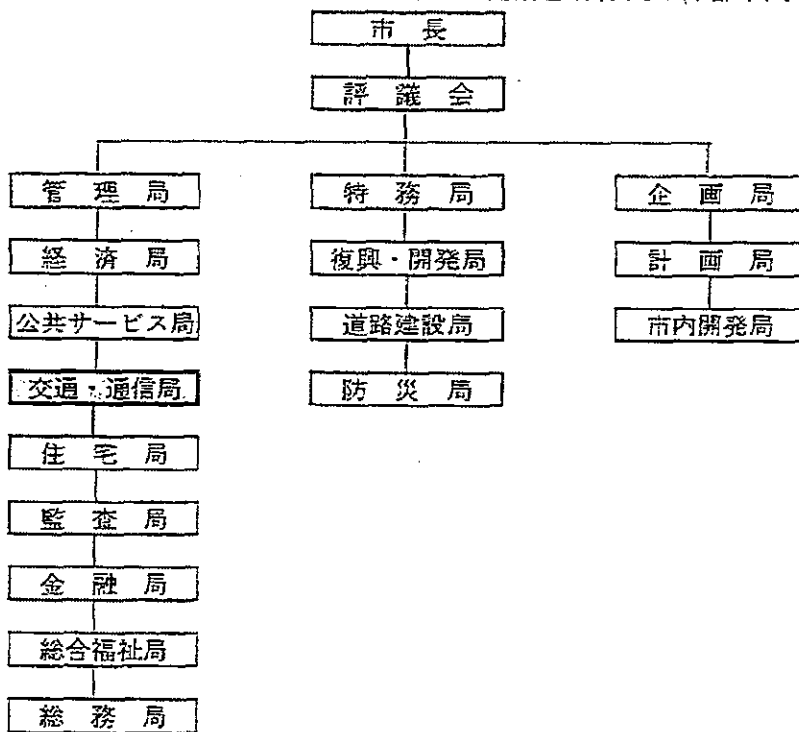 市長
評議会
管理局
特務局
企画局
経済局
復興・開発局
計画局
公共サービス局
道路建設局
市内開発局
交通・通信局
防災局
住宅局
監査局
金融局
総合福祉局
総務局